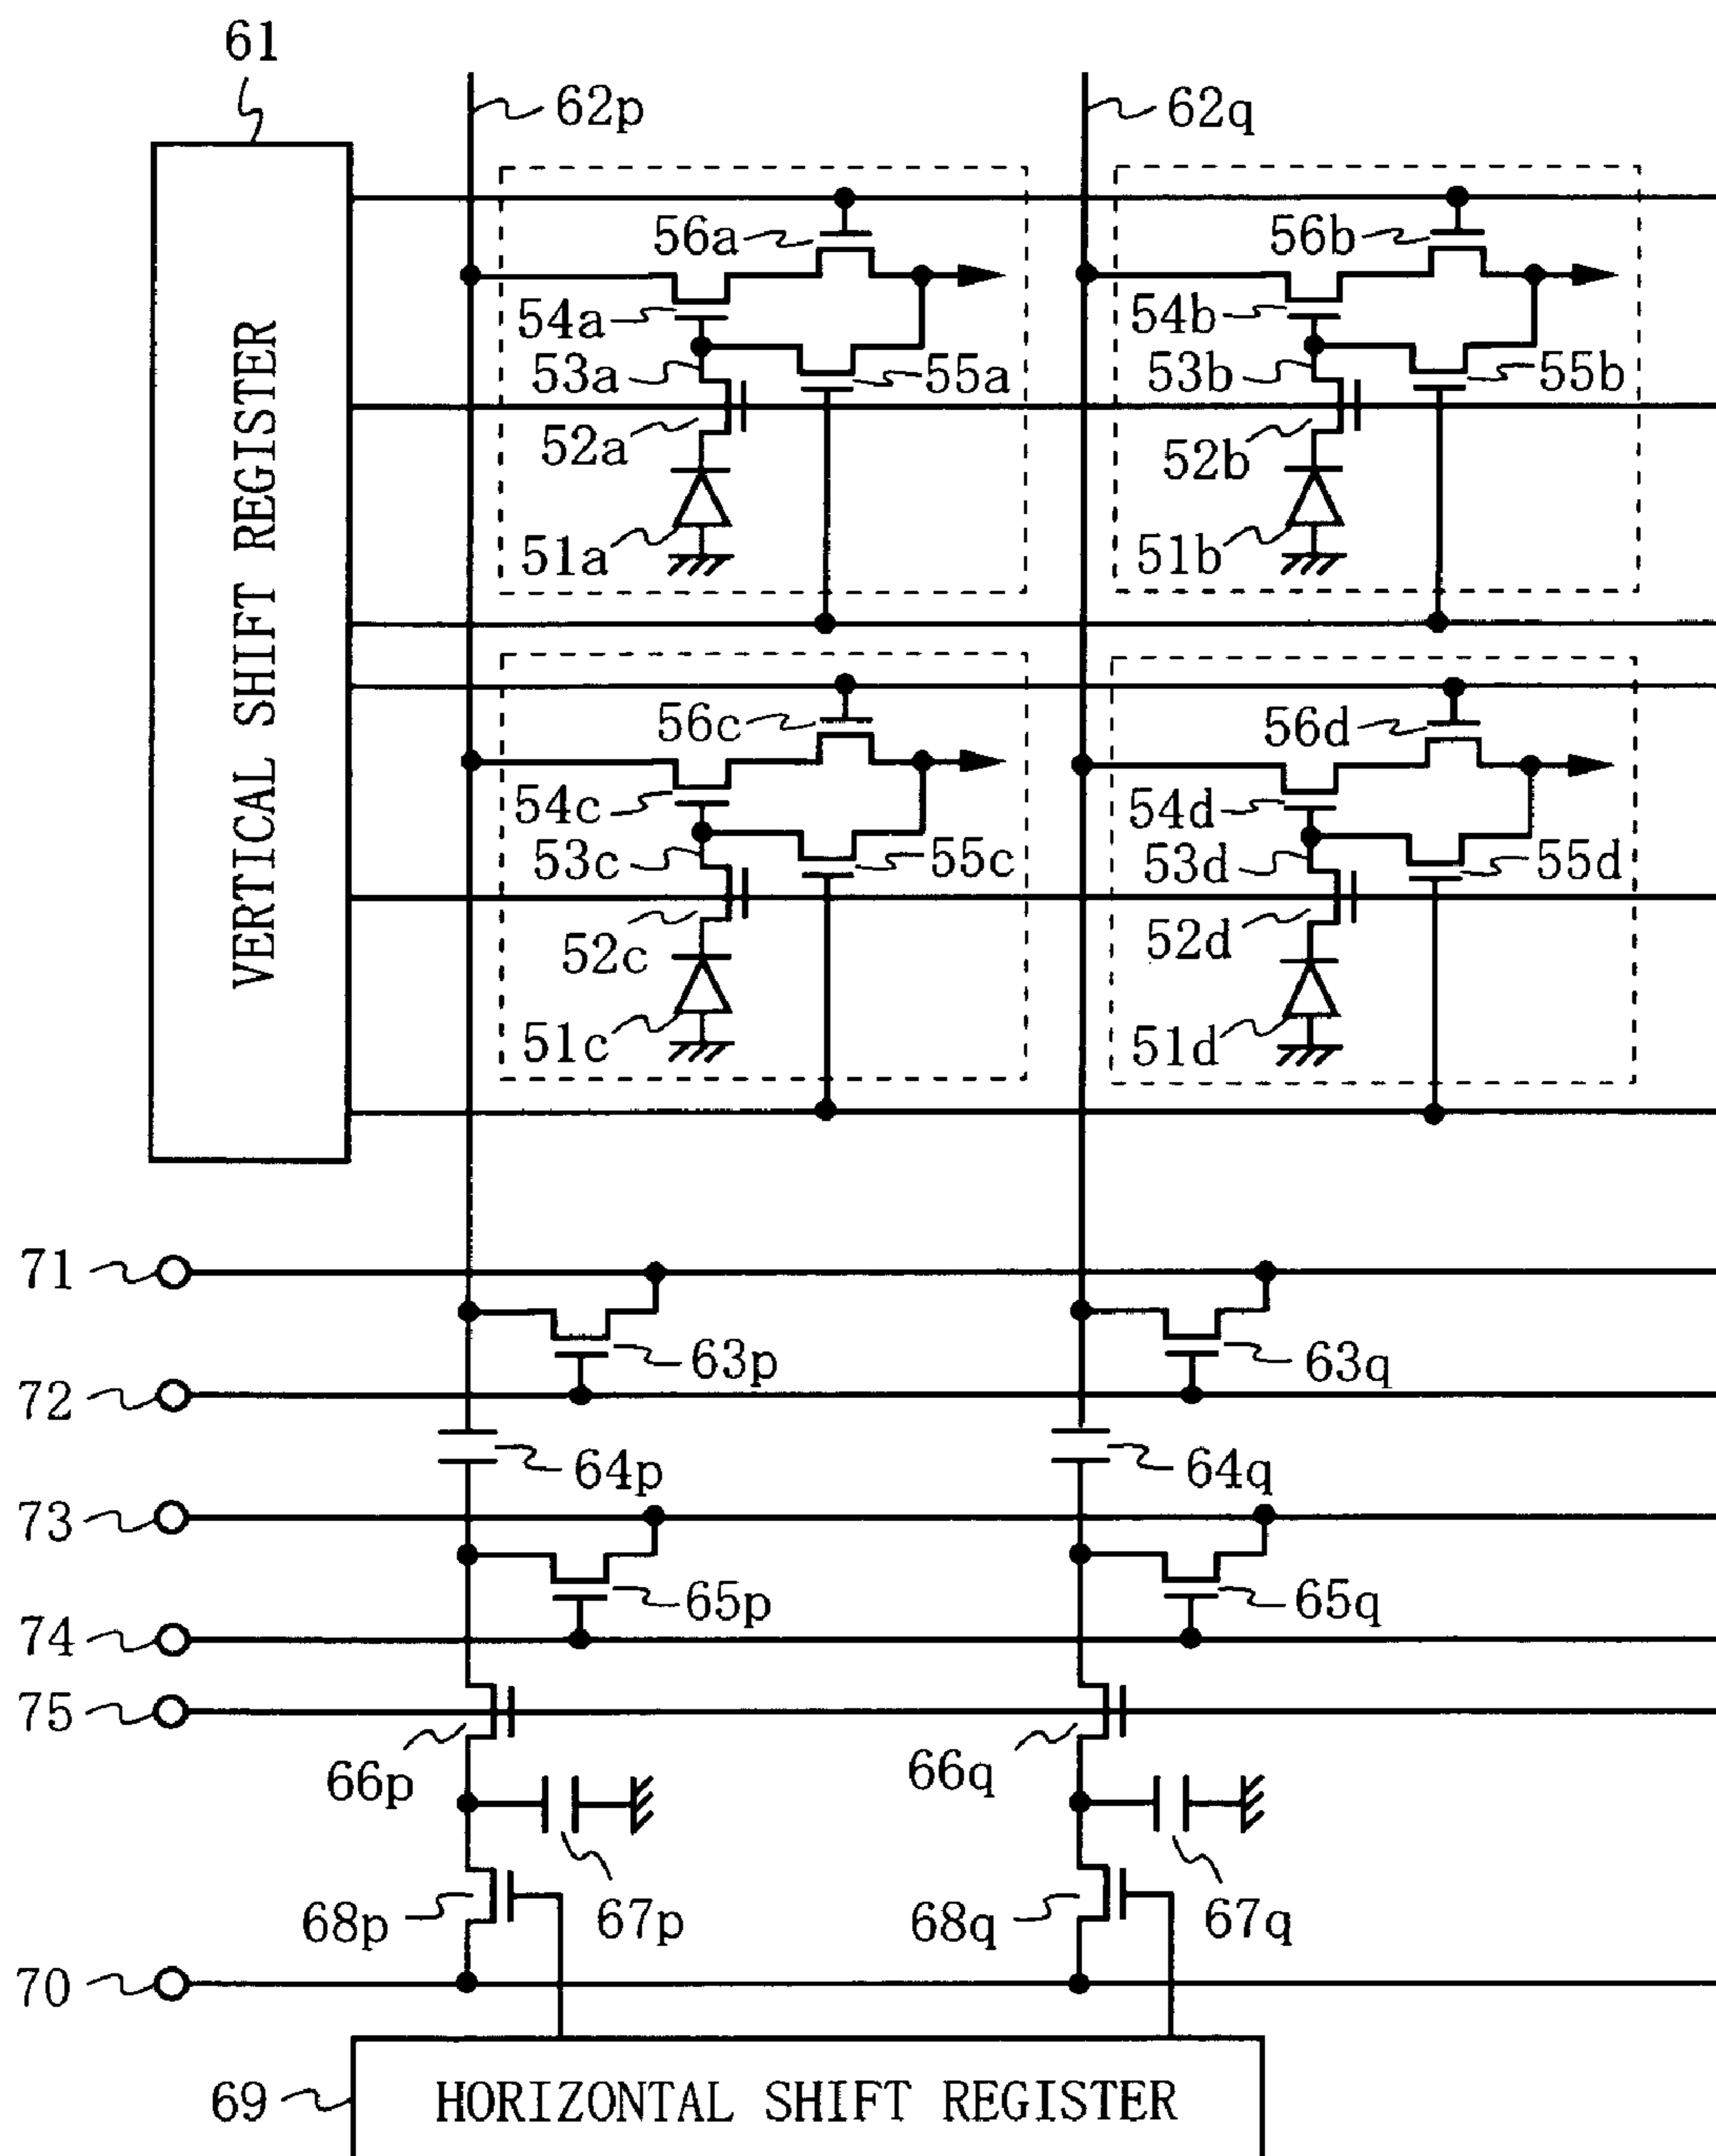 61
62p
62q
VERTICAL SHIFT REGISTER
56a
56b
54a
54b
53a
55a
53b
55b
52a
52b
51a
51b
56c
56d
54c
54d
53c
55c
53d
55d
52c
52d
51c
51d
71
63p
63q
72
64p
64q
73
65p
65q
74
75
66p
66q
68p
67p
68q
67q
70
69
HORIZONTAL SHIFT REGISTER